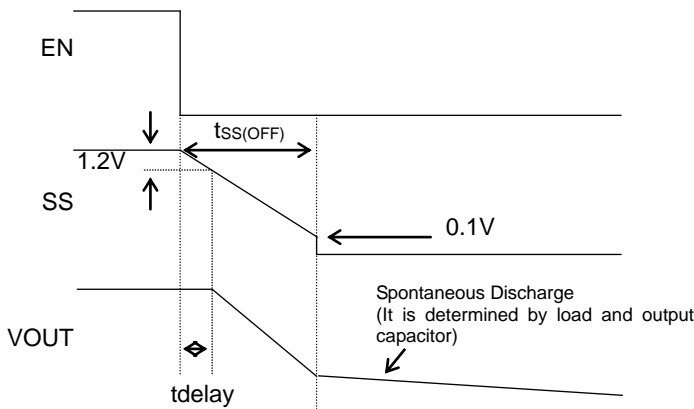 EN
tSS(OFF)
1.2V
SS
0.1V
Spontaneous Discharge
(It is determined by load and output
capacitor)
VOUT
tdelay